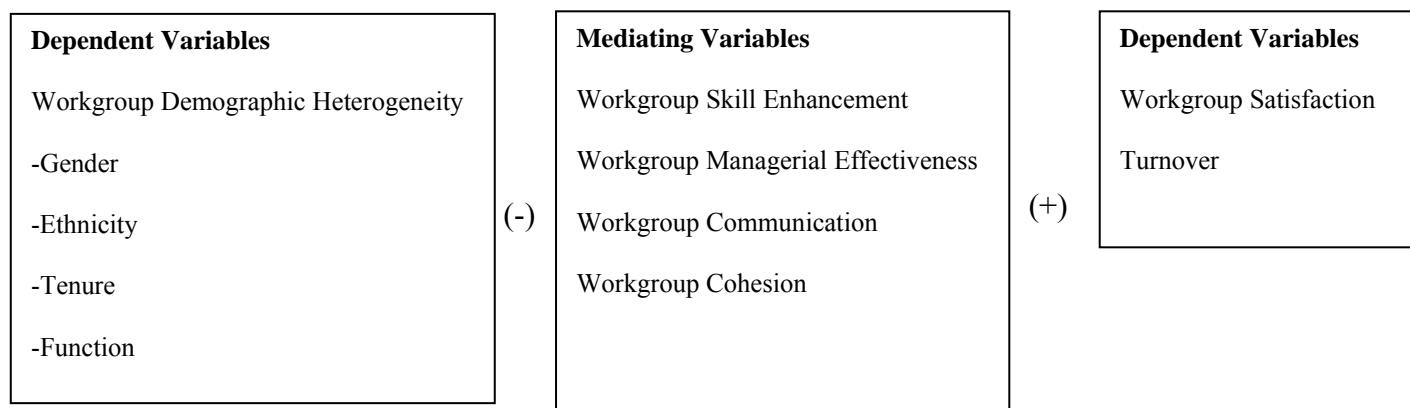 Dependent Variables
Workgroup Demographic Heterogeneity
-Gender
-Ethnicity
-Tenure
-Function
(-)
Mediating Variables
Workgroup Skill Enhancement
Workgroup Managerial Effectiveness
Workgroup Communication
Workgroup Cohesion
(+)
Dependent Variables
Workgroup Satisfaction
Turnover